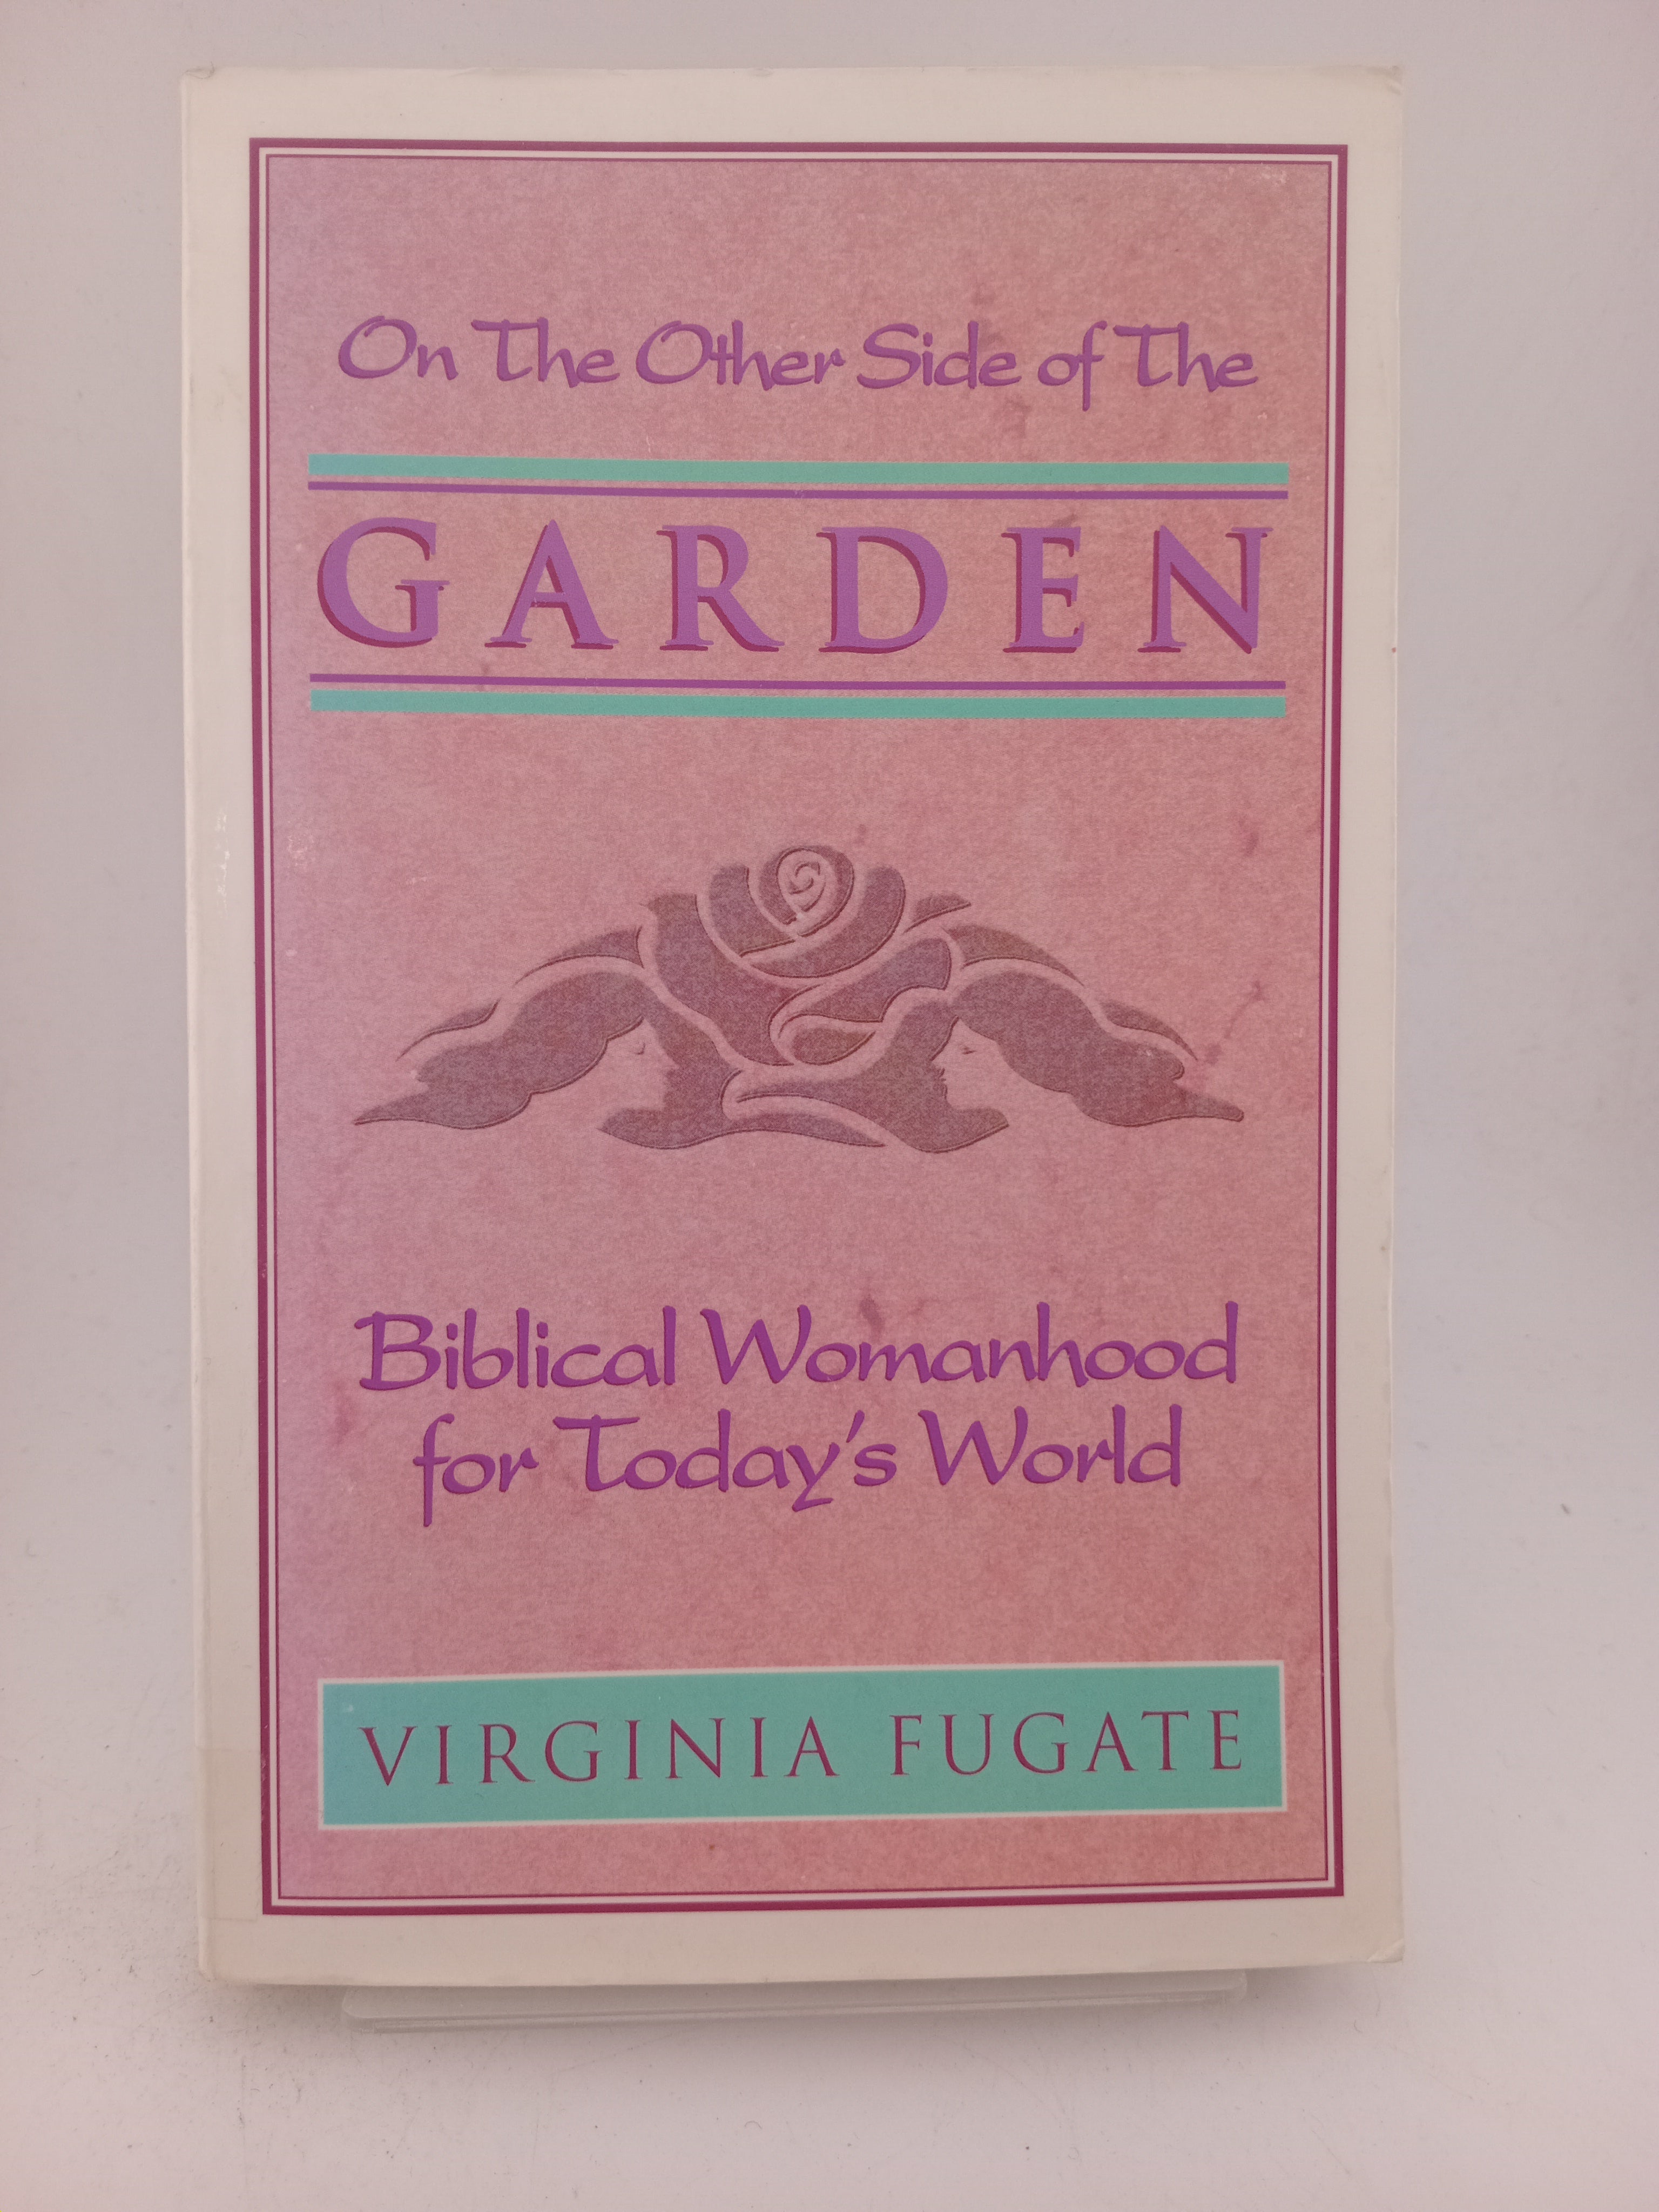 On The Other Side of The
GARDEN
Biblical Womanhood
for Today's World
VIRGINIA FUGATE